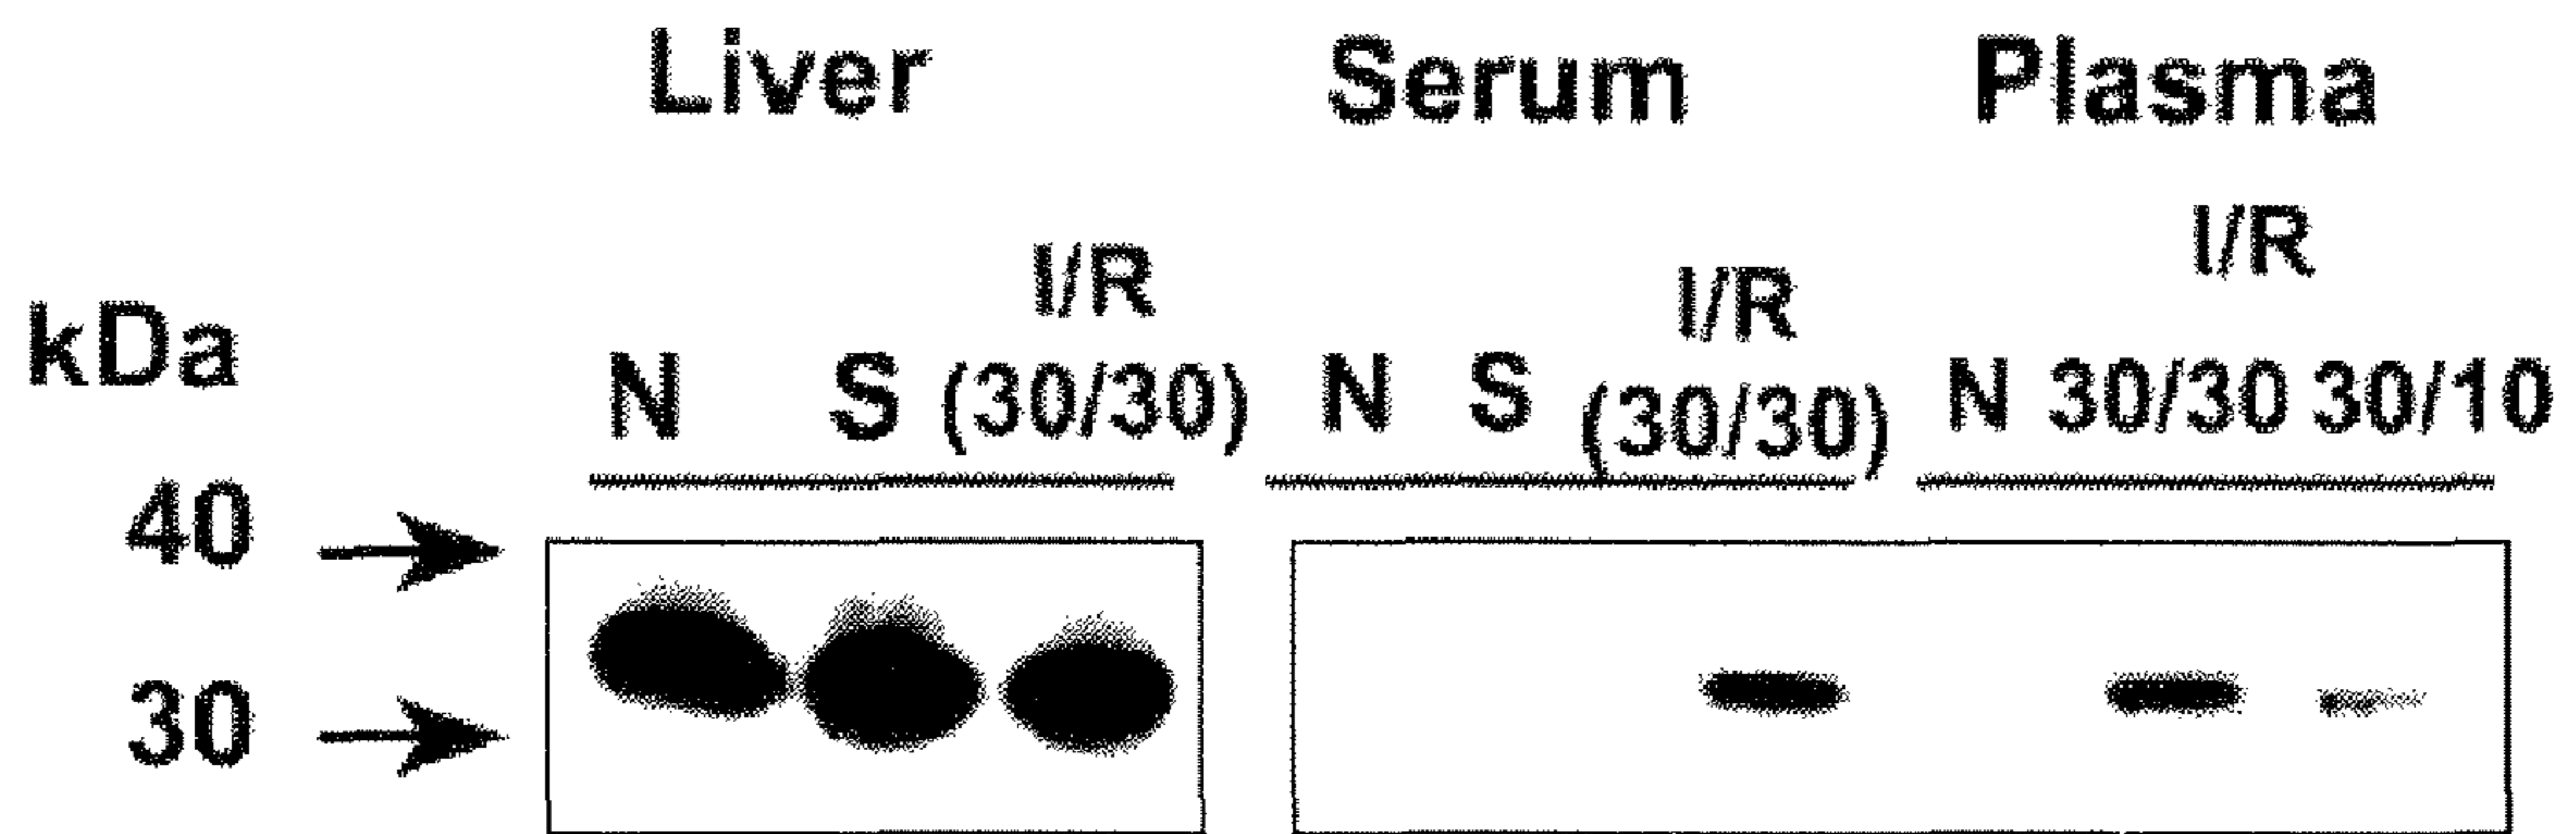 Liver Serum Plasma
I/R I/R I/R
kDa N S (30/30) N S (30/30) N 30/30 30/10
40
30